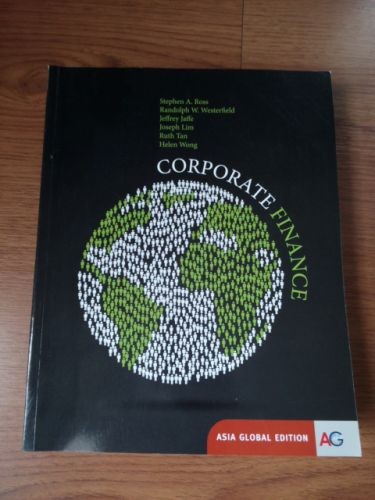 Stephen A. Ross
Randolph W. Westerfield
Jeffrey Jaffe
Joseph Lim
Ruth Tan
Helen Wong
CORPORATE FINANCE
ASIA GLOBAL EDITION
AG